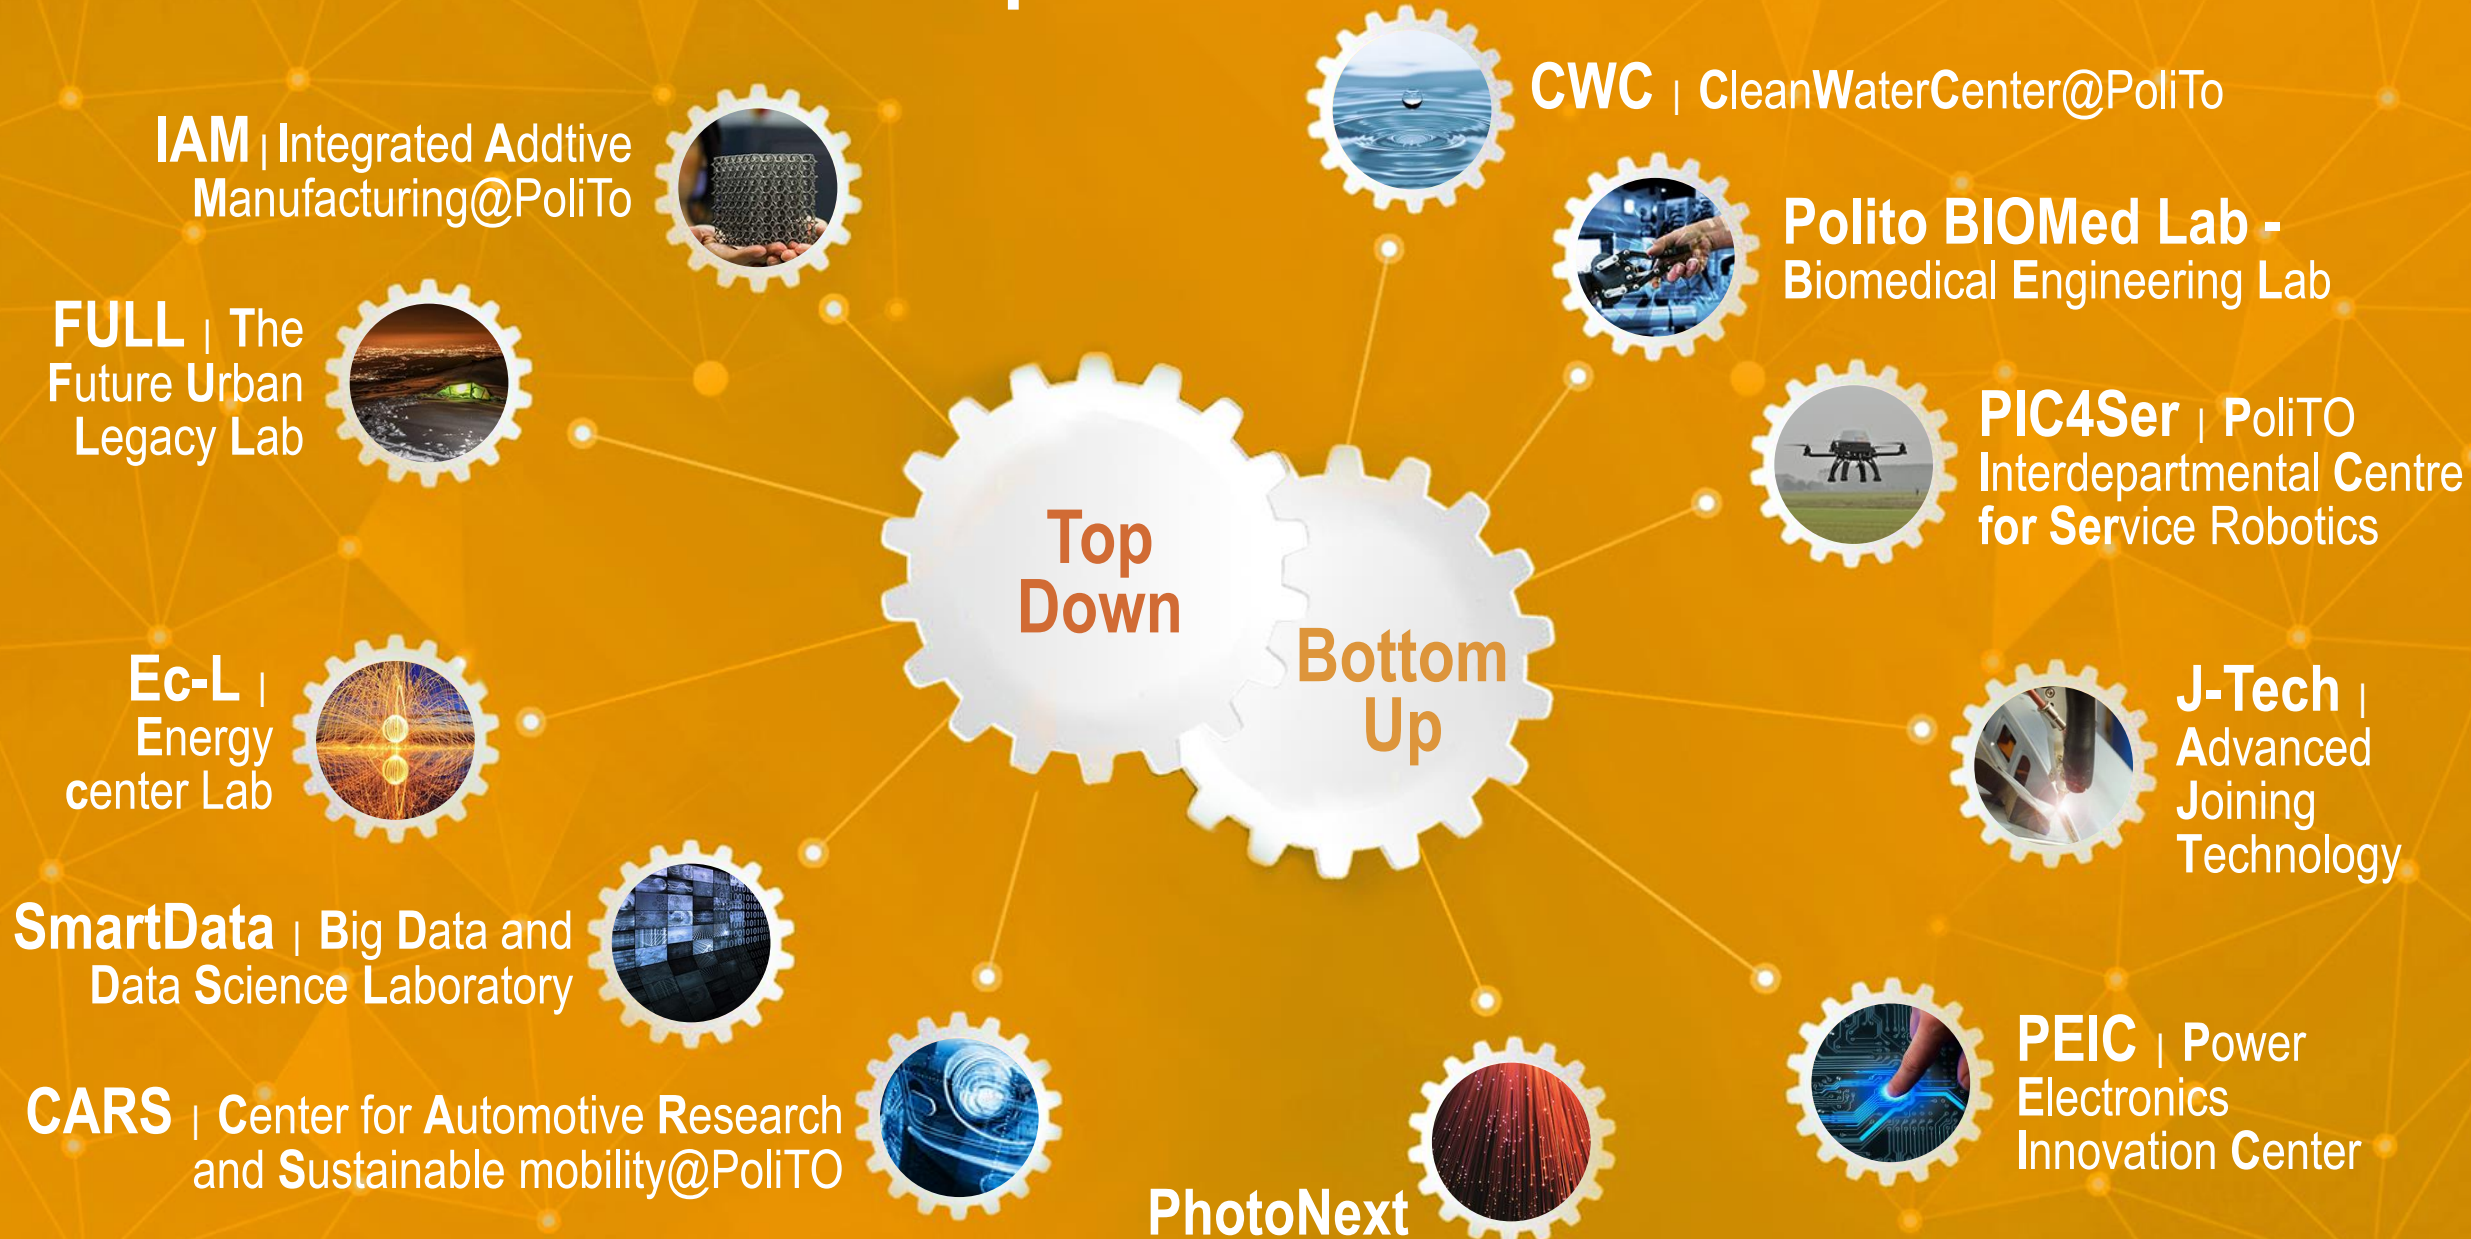 IAM | Integrated Addtive
Manufacturing@PoliTo
FULL | The
Future Urban
Legacy Lab
Ec-L |
Energy
center Lab
SmartData | Big Data and
Data Science Laboratory
CARS | Center for Automotive Research
and Sustainable mobility@PoliTO
Top
Down
Bottom
Up
CWC | CleanWaterCenter@PoliTo
Polito BIOMed Lab -
Biomedical Engineering Lab
PIC4Ser | PoliTO
Interdepartmental Centre
for Service Robotics
J-Tech |
Advanced
Joining
Technology
PEIC | Power
Electronics
Innovation Center
PhotoNext